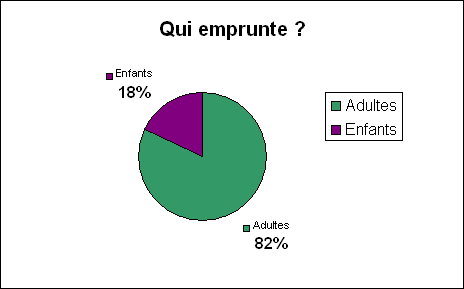 Qui emprunte ?
Enfants
18%
Adultes
Enfants
Adultes
82%